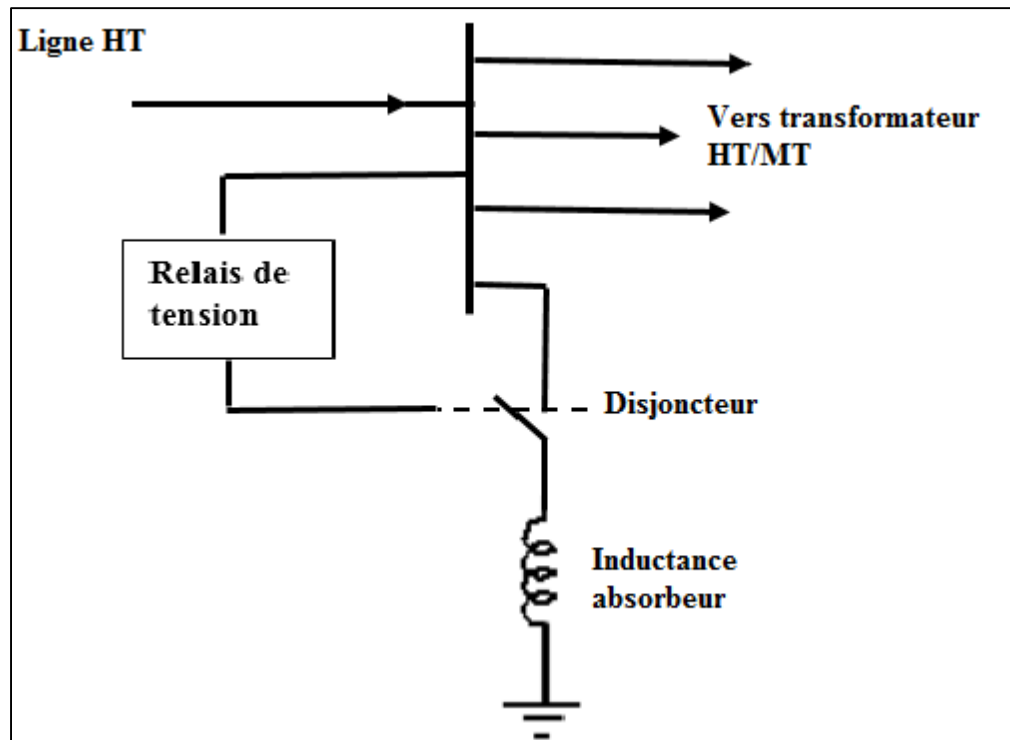 Ligne HT
Vers transformateur
HT/MT
Relais de
tension
Disjoncteur
Inductance
absorbeur